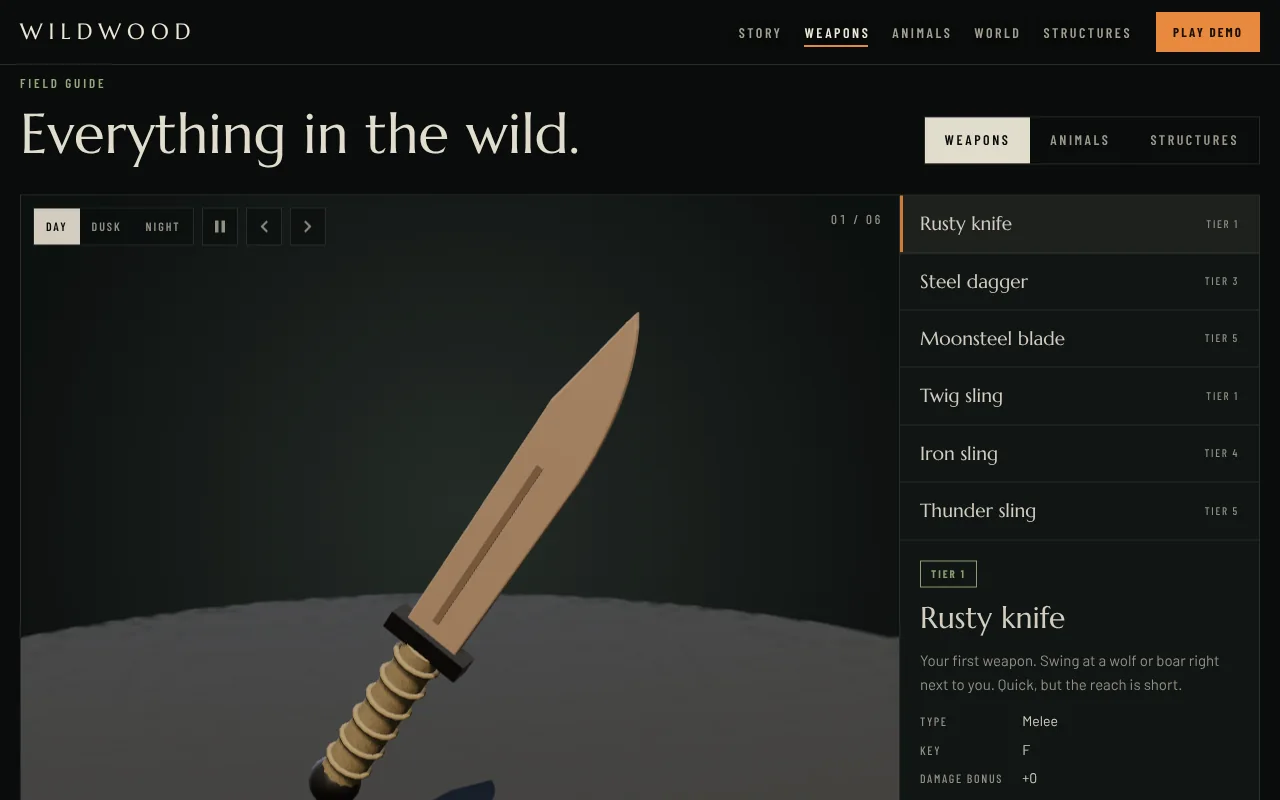 WILDWOOD
STORY WEAPONS ANIMALS WORLD STRUCTURES PLAY DEMO
FIELD GUIDE
Everything in the wild.
WEAPONS ANIMALS STRUCTURES
DAY DUSK NIGHT
01 / 06
Rusty knife TIER 1
Steel dagger TIER 3
Moonsteel blade TIER 5
Twig sling TIER 1
Iron sling TIER 4
Thunder sling TIER 5
TIER 1
Rusty knife
Your first weapon. Swing at a wolf or boar right
next to you. Quick, but the reach is short.
TYPE Melee
KEY F
DAMAGE BONUS +0